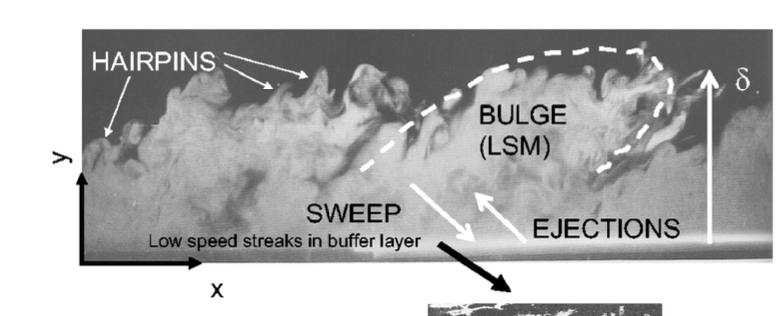 HAIRPINS
BULGE
(LSM)
δ
y
SWEEP
EJECTIONS
Low speed streaks in buffer layer
x